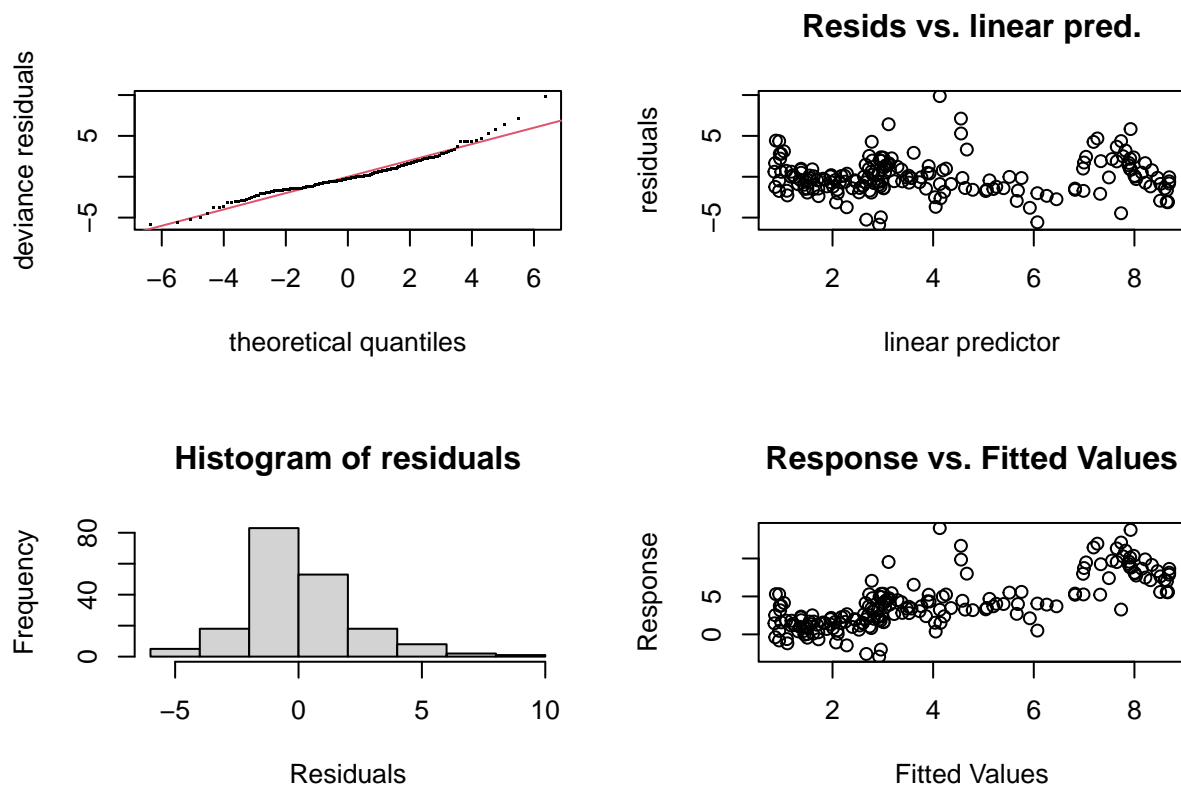 deviance residuals
5
−5
−6 −4 −2 0 2 4 6
theoretical quantiles
Resids vs. linear pred.
residuals
5
−5
2 4 6 8
linear predictor
Histogram of residuals
Frequency
80
40
0
−5 0 5 10
Residuals
Response vs. Fitted Values
Response
5
0
2 4 6 8
Fitted Values